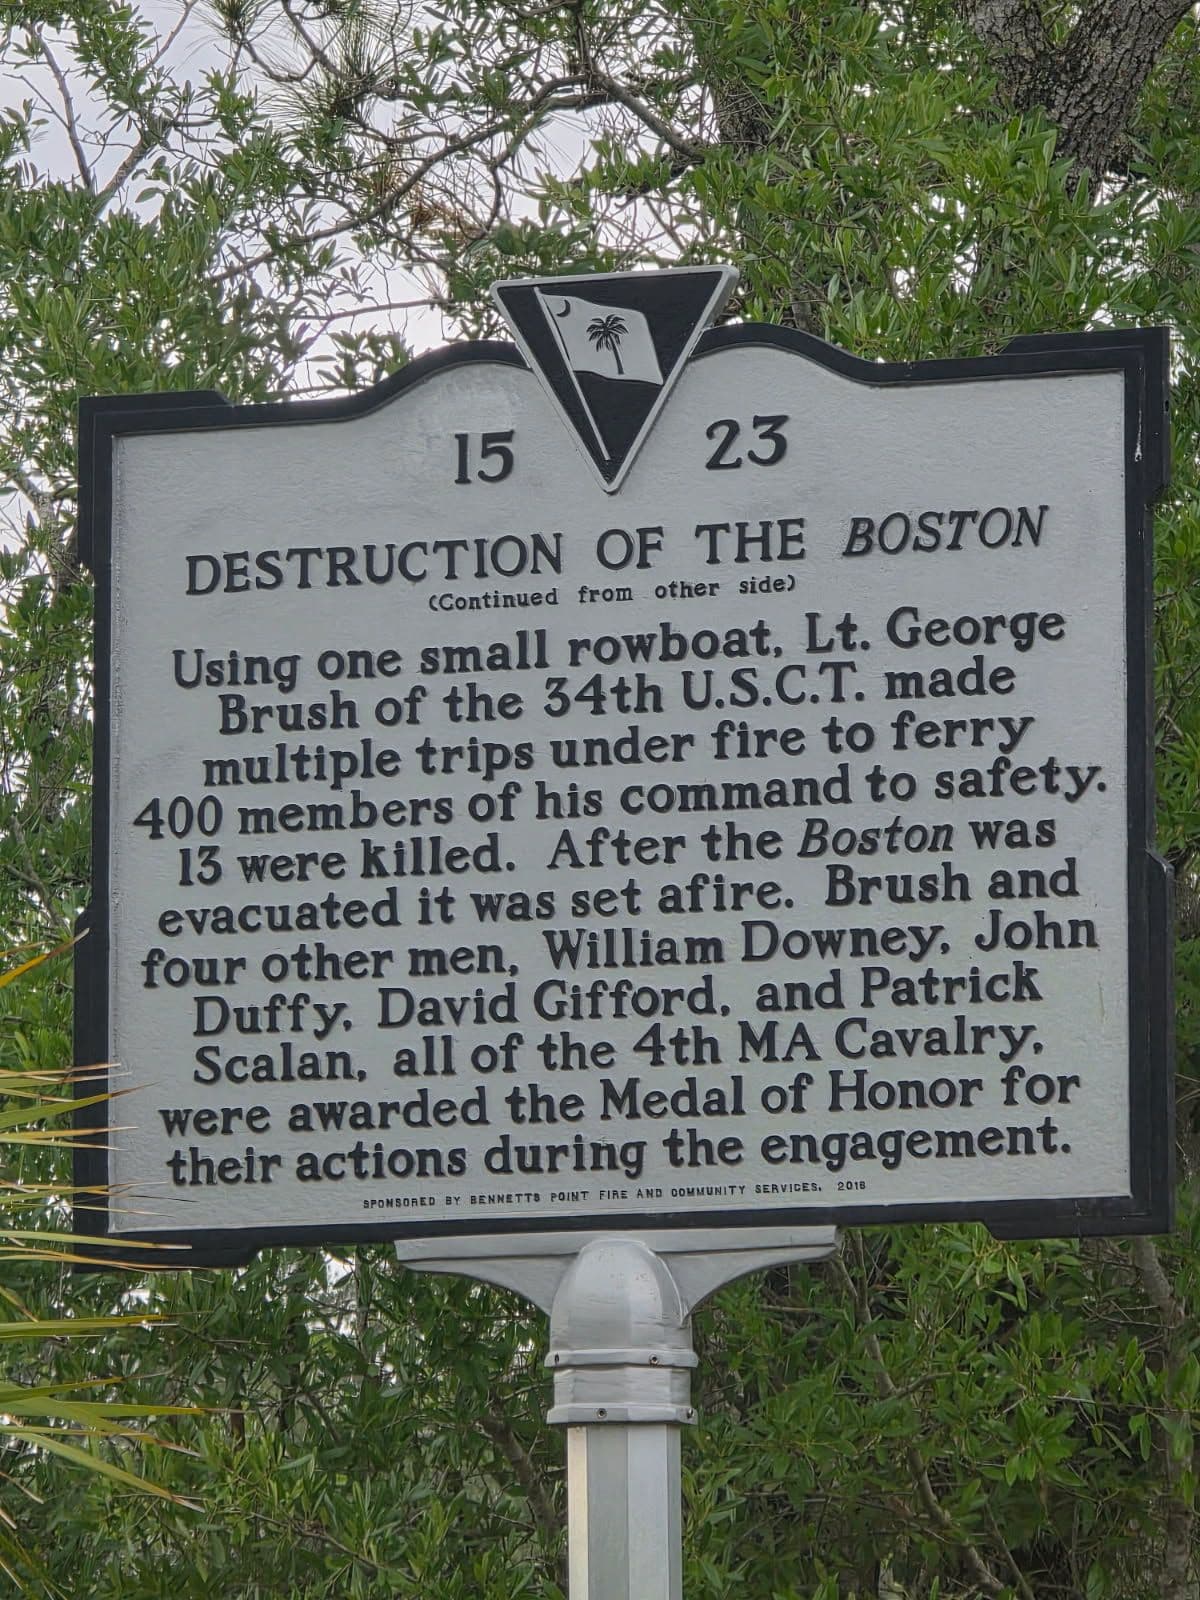 15 23
DESTRUCTION OF THE BOSTON
(Continued from other side)
Using one small rowboat, Lt. George
Brush of the 34th U.S.C.T. made
multiple trips under fire to ferry
400 members of his command to safety.
13 were killed. After the Boston was
evacuated it was set afire. Brush and
four other men, William Downey, John
Duffy, David Gifford, and Patrick
Scalan, all of the 4th MA Cavalry,
were awarded the Medal of Honor for
their actions during the engagement.
SPONSORED BY BENNETTS POINT FIRE AND COMMUNITY SERVICES, 2016